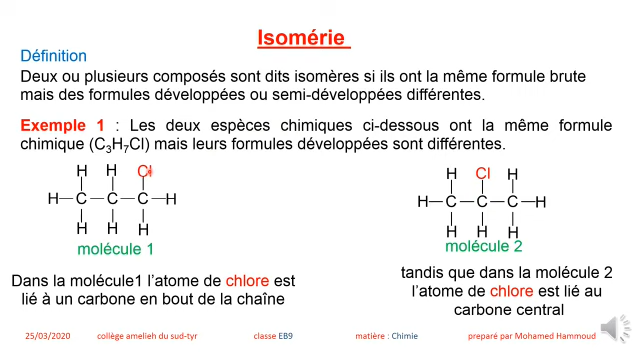 Isomérie
Définition
Deux ou plusieurs composés sont dits isomères si ils ont la même formule brute
mais des formules développées ou semi-développées différentes.
Exemple 1 : Les deux espèces chimiques ci-dessous ont la même formule
chimique (C₃H₇Cl) mais leurs formules développées sont différentes.
H H Cl
H C C C H
H H H
molécule 1
Dans la molécule1 l’atome de chlore est
lié à un carbone en bout de la chaîne
H Cl H
H C C C H
H H H
molécule 2
tandis que dans la molécule 2
l’atome de chlore est lié au
carbone central
25/03/2020 collège amelieh du sud-tyr classe EB9 matière : Chimie preparé par Mohamed Hammoud